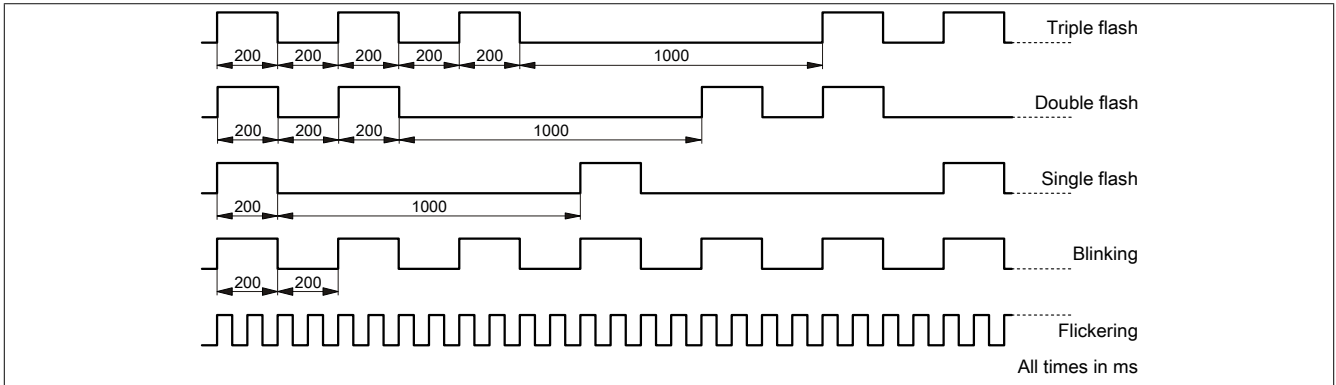 Triple flash
200 200 200 200 200 1000
Double flash
200 200 200 1000
Single flash
200 1000
Blinking
200 200
Flickering
All times in ms